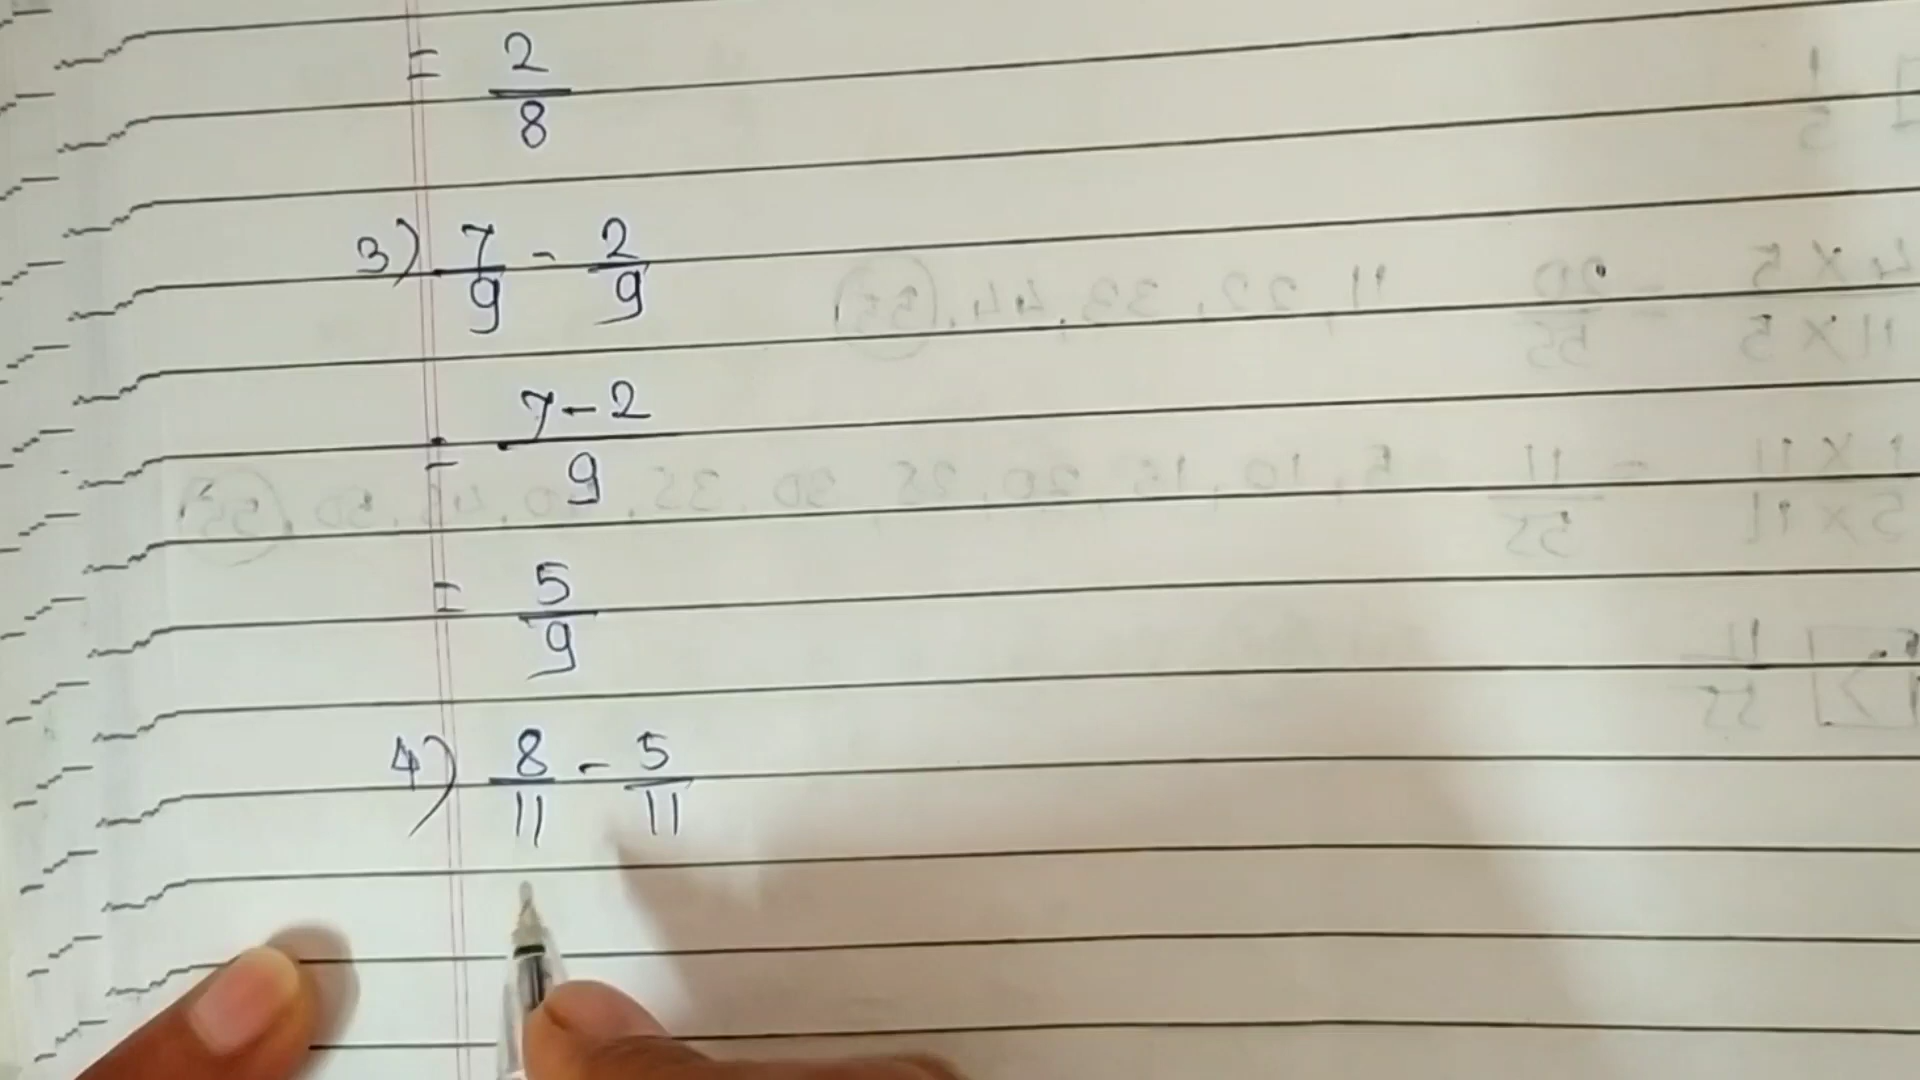 = 2/8
3) 7/9 - 2/9
= 7-2/9
= 5/9
4) 8/11 - 5/11